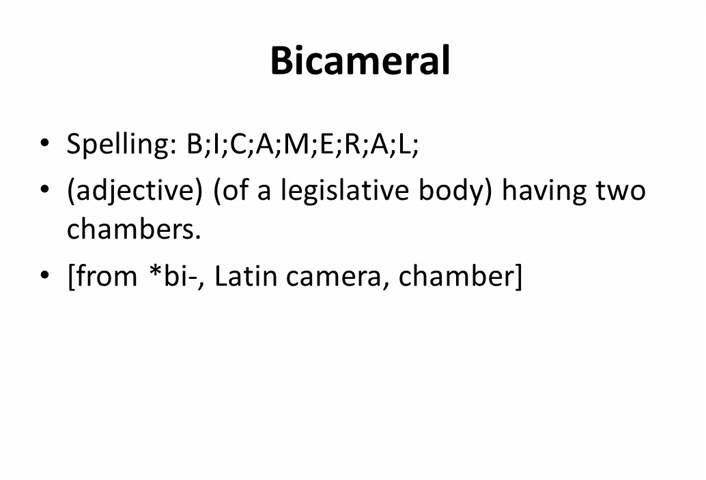 Bicameral
• Spelling: B;I;C;A;M;E;R;A;L;
• (adjective) (of a legislative body) having two
chambers.
• [from *bi-, Latin camera, chamber]